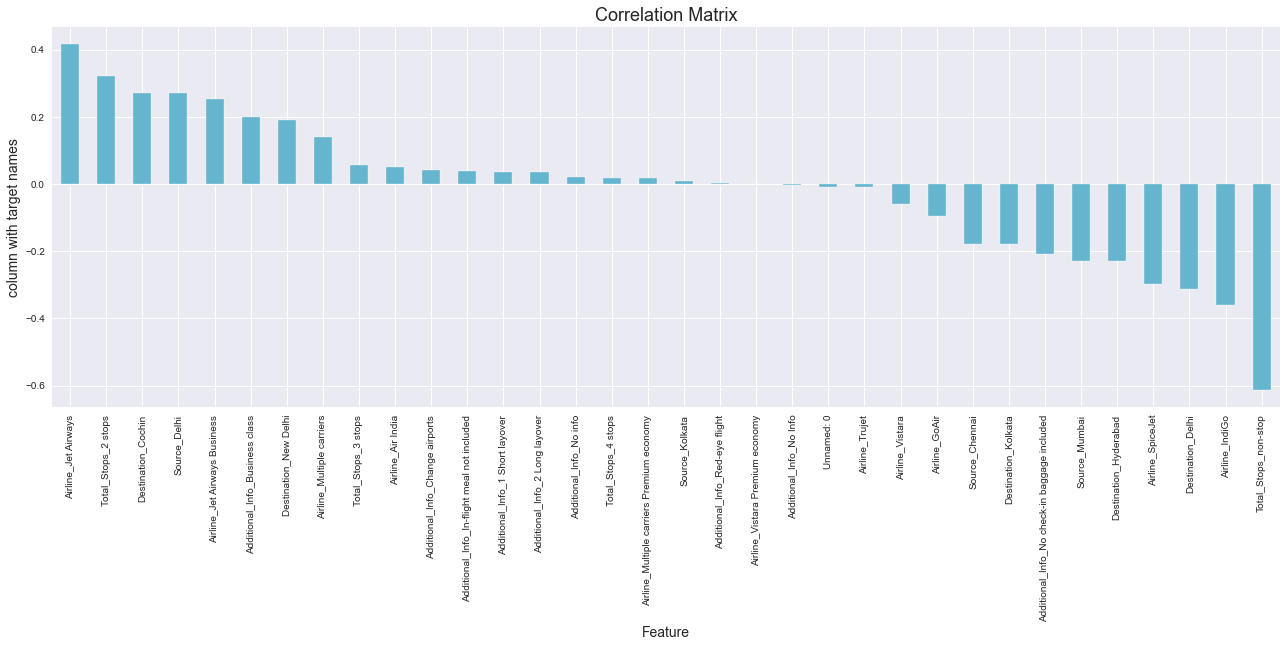 Correlation Matrix
column with target names
0.4
0.2
0.0
−0.2
−0.4
−0.6
Airline_Jet Airways
Total_Stops_2 stops
Destination_Cochin
Source_Delhi
Airline_Jet Airways Business
Additional_Info_Business class
Destination_New Delhi
Airline_Multiple carriers
Total_Stops_3 stops
Airline_Air India
Additional_Info_Change airports
Additional_Info_In-flight meal not included
Additional_Info_1 Short layover
Additional_Info_2 Long layover
Additional_Info_No info
Total_Stops_4 stops
Airline_Multiple carriers Premium economy
Source_Kolkata
Additional_Info_Red-eye flight
Airline_Vistara Premium economy
Additional_Info_No Info
Unnamed: 0
Airline_Trujet
Airline_Vistara
Airline_GoAir
Source_Chennai
Destination_Kolkata
Additional_Info_No check-in baggage included
Source_Mumbai
Destination_Hyderabad
Airline_SpiceJet
Destination_Delhi
Airline_IndiGo
Total_Stops_non-stop
Feature